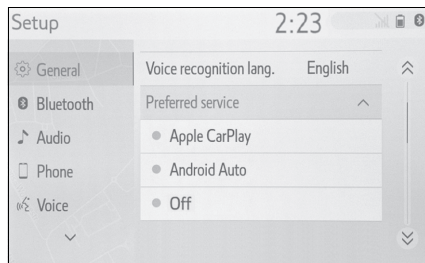 Setup
2:23
General
Bluetooth
Audio
Phone
Voice
Voice recognition lang. English
Preferred service
Apple CarPlay
Android Auto
Off